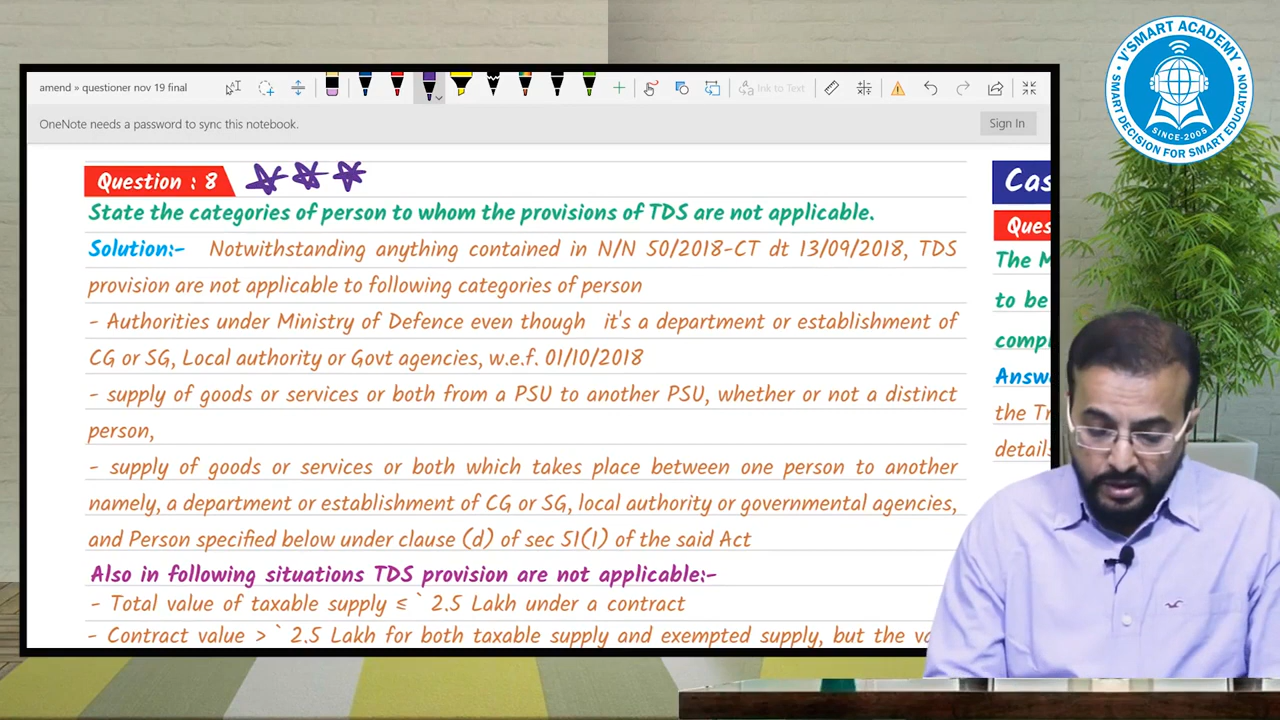 amend » questioner nov 19 final
Ink to Text
OneNote needs a password to sync this notebook.
Sign In
Question : 8
State the categories of person to whom the provisions of TDS are not applicable.
Solution:- Notwithstanding anything contained in N/N 50/2018-CT dt 13/09/2018, TDS
provision are not applicable to following categories of person
- Authorities under Ministry of Defence even though it's a department or establishment of
CG or SG, Local authority or Govt agencies, w.e.f. 01/10/2018
- supply of goods or services or both from a PSU to another PSU, whether or not a distinct
person,
- supply of goods or services or both which takes place between one person to another
namely, a department or establishment of CG or SG, local authority or governmental agencies,
and Person specified below under clause (d) of sec 51(1) of the said Act
Also in following situations TDS provision are not applicable:-
- Total value of taxable supply ≤ ` 2.5 Lakh under a contract
- Contract value > ` 2.5 Lakh for both taxable supply and exempted supply, but the
Cas
Ques
The M
to be
comp
Answ
the Tr
details
V'SMART ACADEMY
SINCE-2005
SMART DECISION FOR SMART EDUCATION